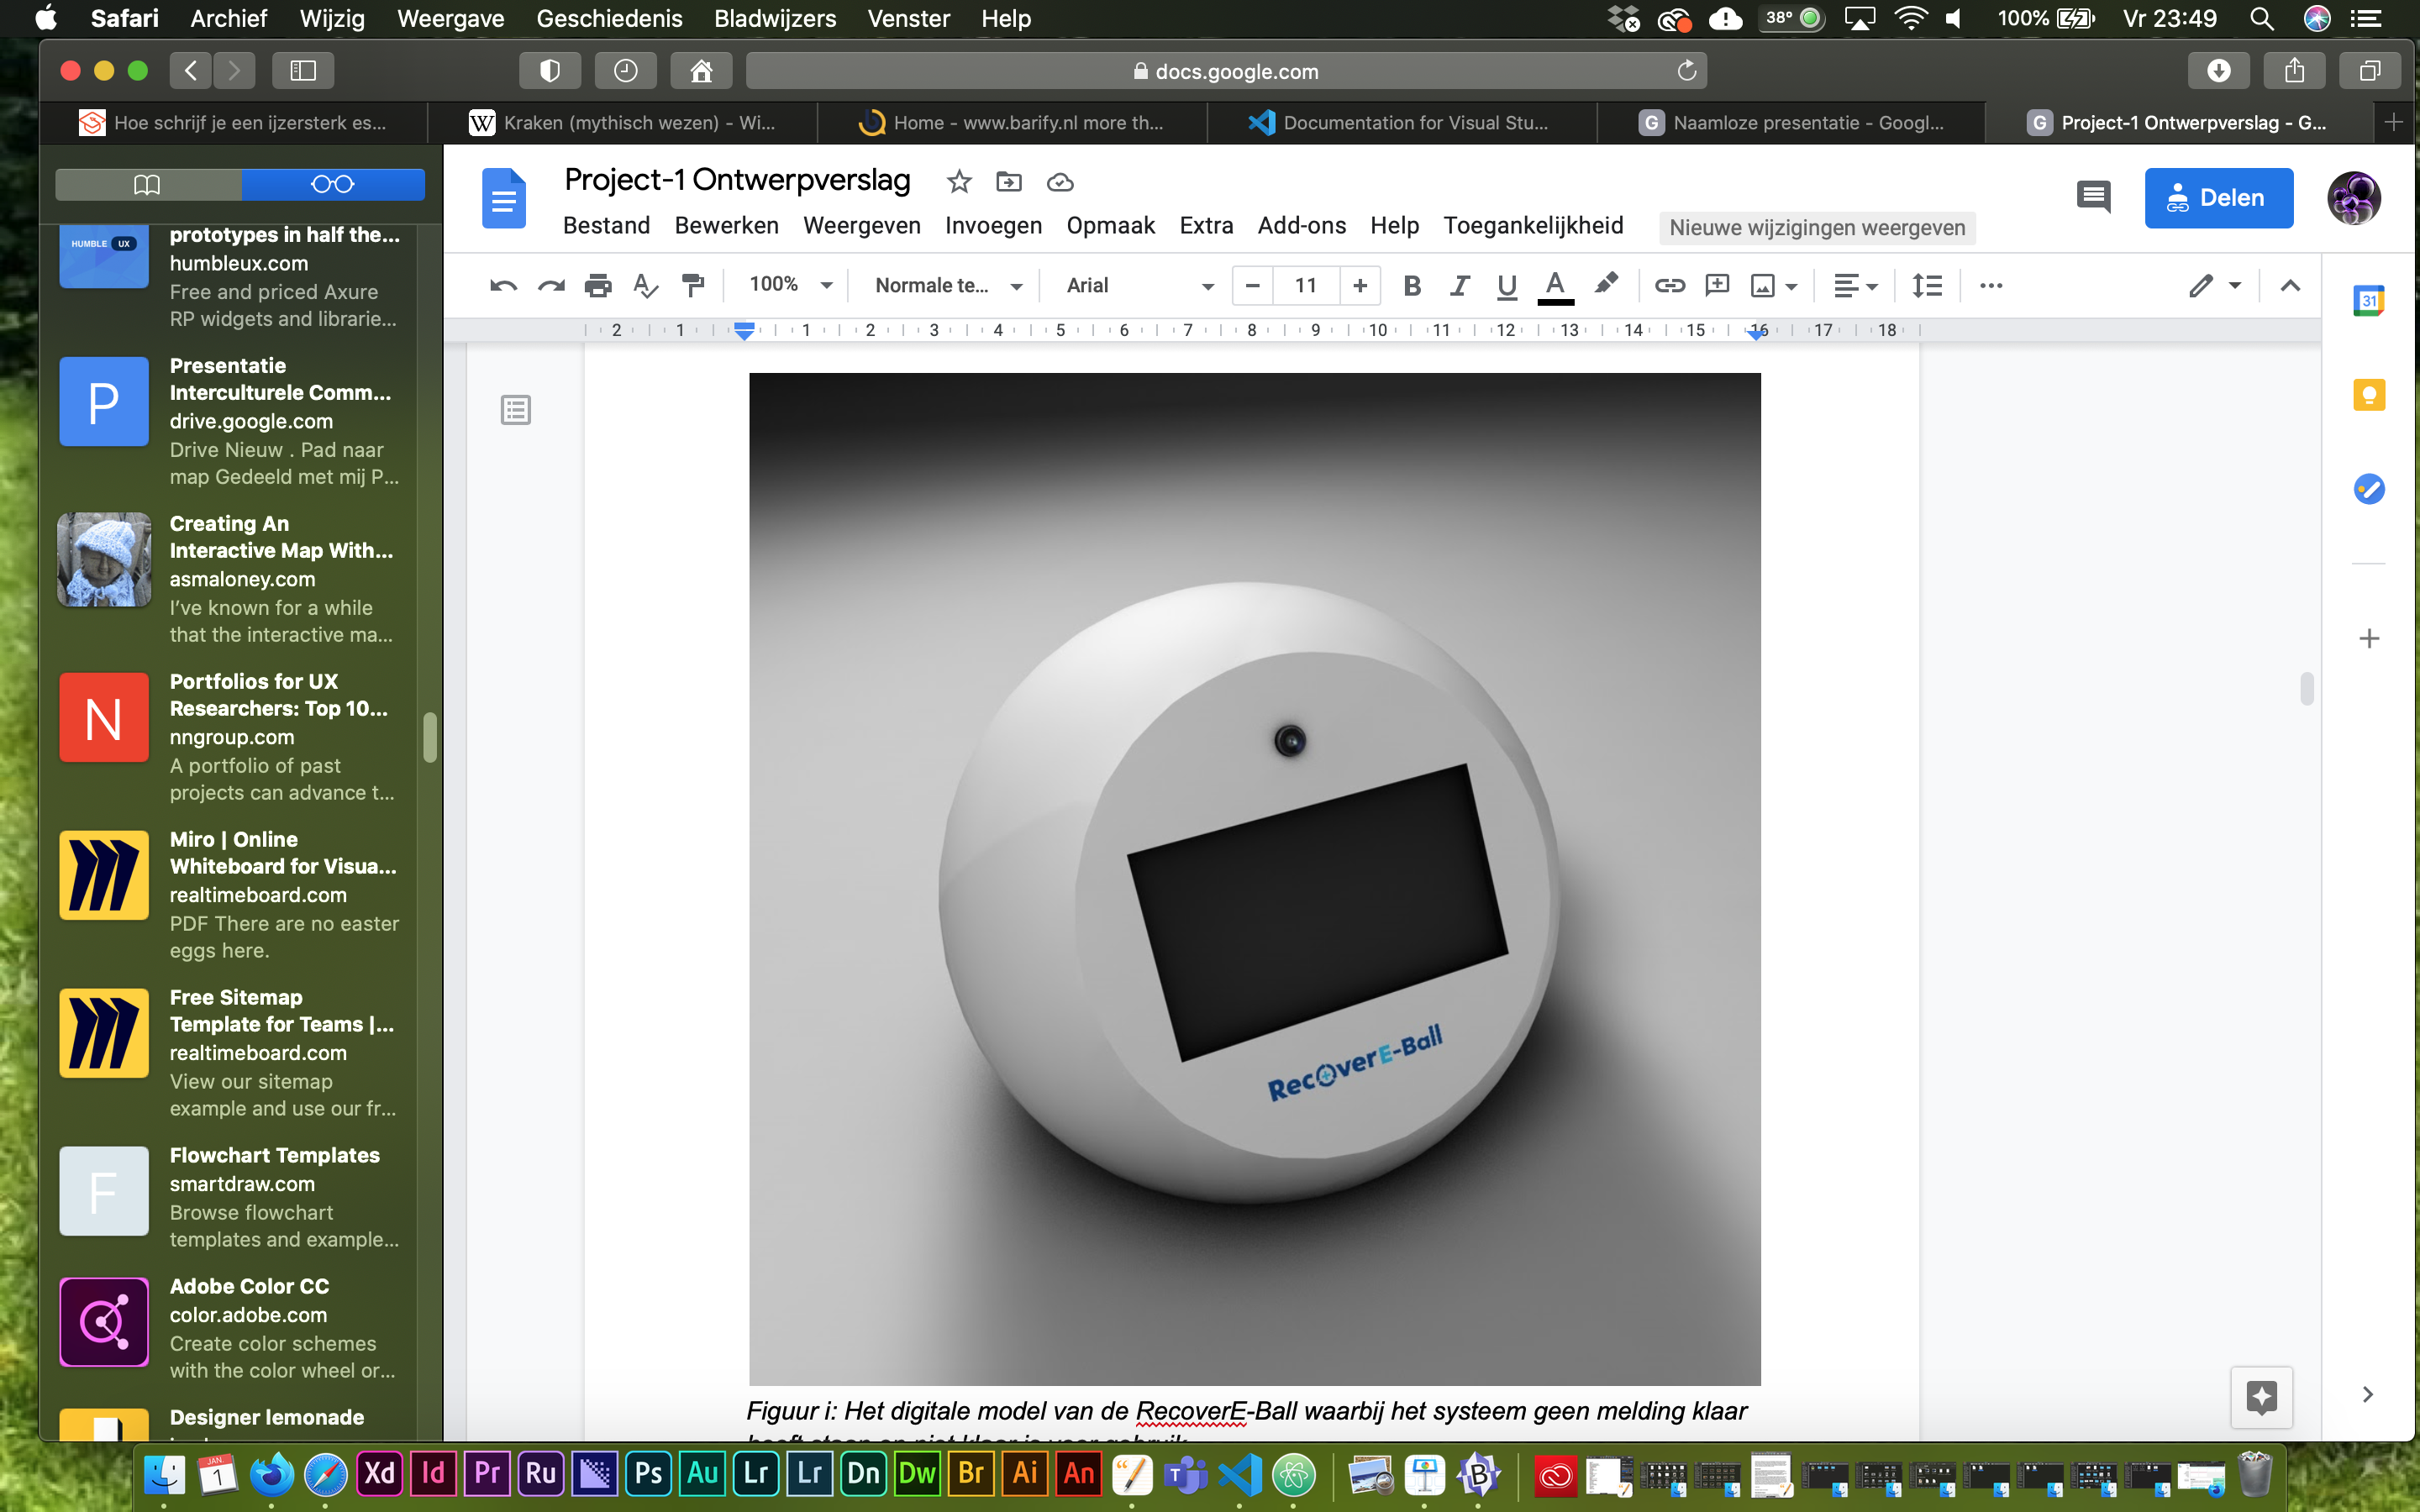 Safari Archief Wijzig Weergave Geschiedenis Bladwijzers Venster Help 38° 100% Vr 23:49
docs.google.com
Hoe schrijf je een ijzersterk es...
W Kraken (mythisch wezen) - Wi...
Home - www.barify.nl more th...
Documentation for Visual Stu...
G Naamloze presentatie - Googl...
G Project-1 Ontwerpverslag - G...
HUMBLE UX
prototypes in half the...
humbleux.com
Free and priced Axure
RP widgets and librarie...
P
Presentatie
Interculturele Comm...
drive.google.com
Drive Nieuw . Pad naar
map Gedeeld met mij P...
Creating An
Interactive Map With...
asmaloney.com
I've known for a while
that the interactive ma...
N
Portfolios for UX
Researchers: Top 10...
nngroup.com
A portfolio of past
projects can advance t...
Miro | Online
Whiteboard for Visua...
realtimeboard.com
PDF There are no easter
eggs here.
Free Sitemap
Template for Teams |...
realtimeboard.com
View our sitemap
example and use our fr...
F
Flowchart Templates
smartdraw.com
Browse flowchart
templates and example...
Adobe Color CC
color.adobe.com
Create color schemes
with the color wheel or...
Designer lemonade
Project-1 Ontwerpverslag
Bestand Bewerken Weergeven Invoegen Opmaak Extra Add-ons Help Toegankelijkheid Nieuwe wijzigingen weergeven
Delen
100% Normale te... Arial 11 B I U A
2 1 1 2 3 4 5 6 7 8 9 10 11 12 13 14 15 16 17 18
31
RecoverE-Ball
Figuur i: Het digitale model van de RecoverE-Ball waarbij het systeem geen melding klaar
JAN 1 Xd Id Pr Ru Ps Au Lr Lr Dn Dw Br Ai An B